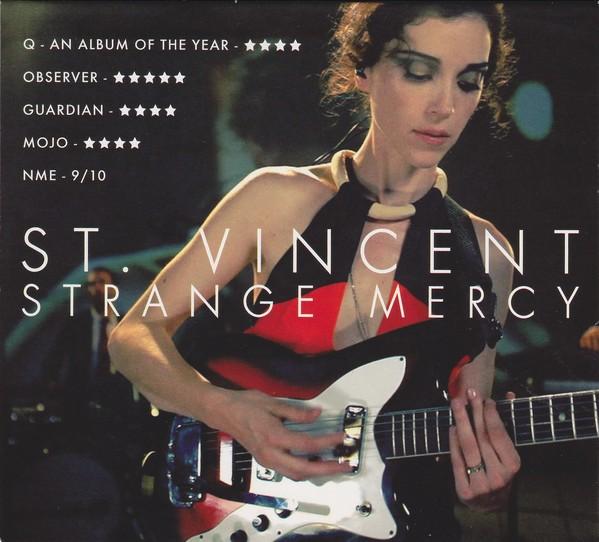 Q - AN ALBUM OF THE YEAR - ★★★★
OBSERVER - ★★★★★
GUARDIAN - ★★★★
MOJO - ★★★★
NME - 9/10
ST. VINCENT
STRANGE MERCY